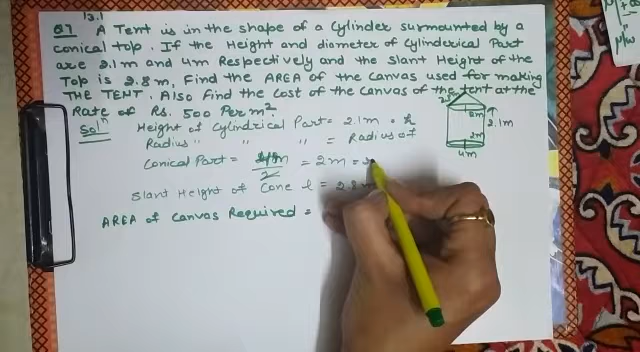 13.1
Q7 A Tent is in the shape of a Cylinder surmounted by a
conical top. If the Height and diameter of Cylinderical Part
are 2.1m and 4m Respectively and the Slant Height of the
Top is 2.8m, Find the AREA of the Canvas used for making
THE TENT. Also find the Cost of the Canvas of the tent at the
Rate of Rs. 500 Per m².
Solⁿ Height of Cylindrical Part = 2.1m = h
Radius " " " = Radius of
Conical Part = 4m/2 = 2m =
Slant Height of Cone l = 2.8
AREA of Canvas Required =
2m
2.1m
2m
4m